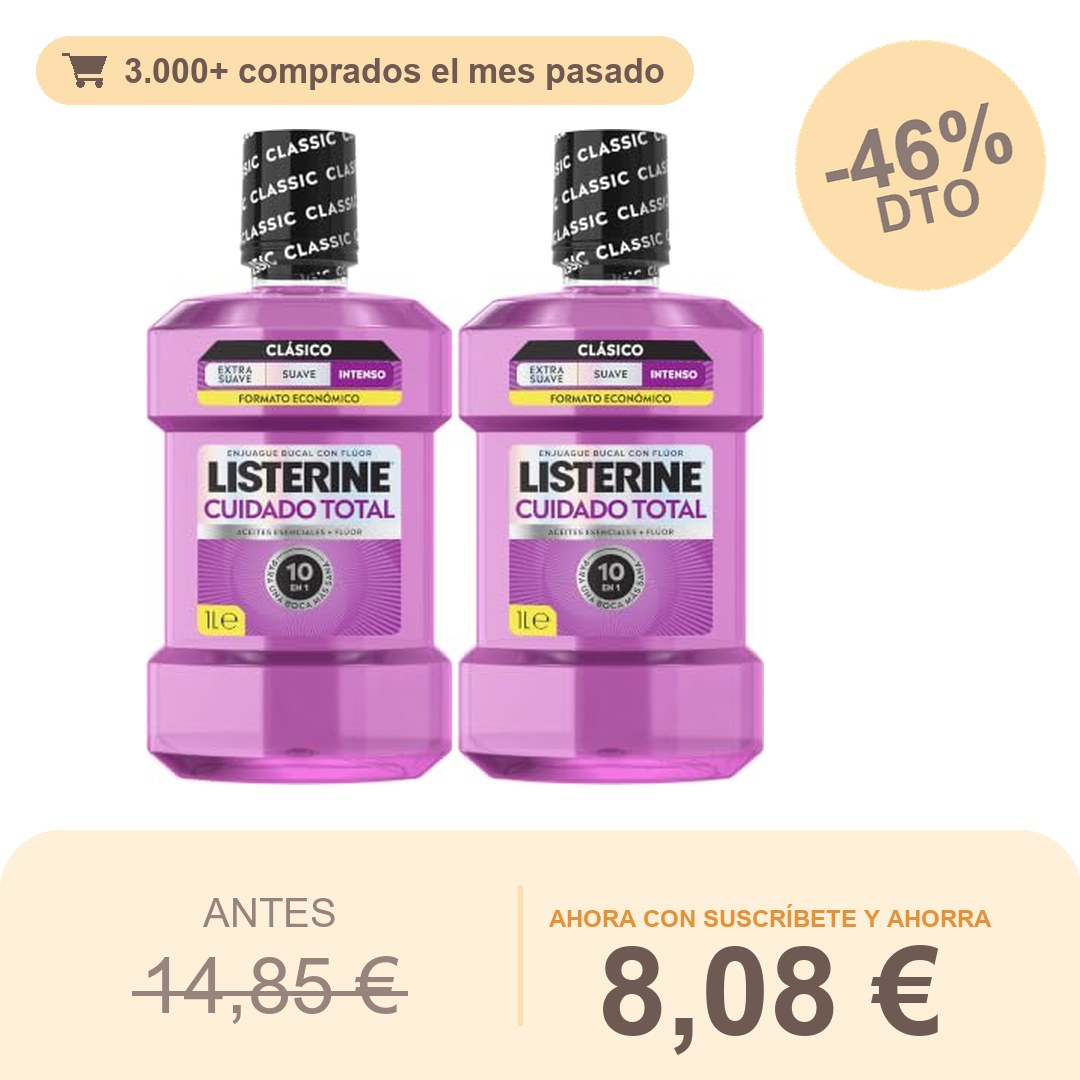 3.000+ comprados el mes pasado
-46%
DTO
CLASSIC
CLASSIC CLASSIC
CLASSIC CLASSIC
CLASSIC
CLÁSICO
EXTRA SUAVE SUAVE INTENSO
FORMATO ECONÓMICO
ENJUAGUE BUCAL CON FLÚOR
LISTERINE
CUIDADO TOTAL
ACEITES ESENCIALES + FLÚOR
10
EN 1
PARA UNA BOCA MÁS SANA
1L e
CLASSIC
CLASSIC CLASSIC
CLASSIC CLASSIC
CLASSIC
CLÁSICO
EXTRA SUAVE SUAVE INTENSO
FORMATO ECONÓMICO
ENJUAGUE BUCAL CON FLÚOR
LISTERINE
CUIDADO TOTAL
ACEITES ESENCIALES + FLÚOR
10
EN 1
PARA UNA BOCA MÁS SANA
1L e
ANTES
14,85 €
AHORA CON SUSCRÍBETE Y AHORRA
8,08 €